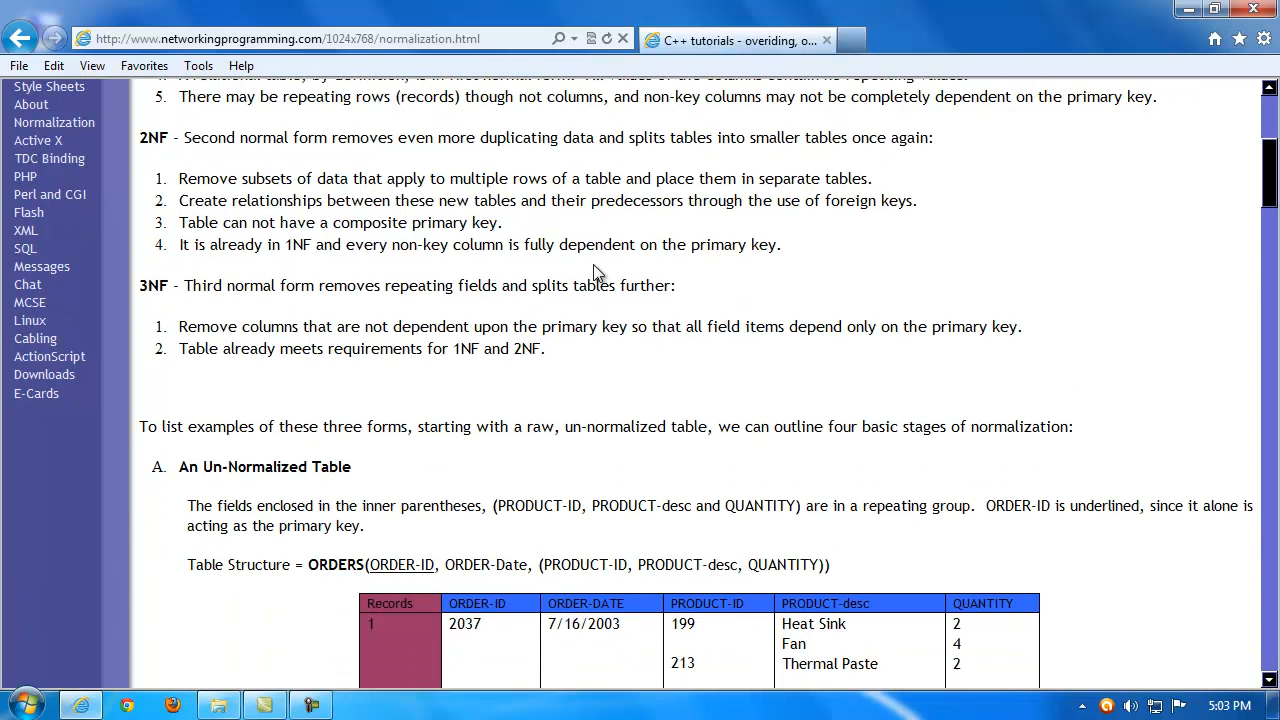 http://www.networkingprogramming.com/1024x768/normalization.html
C++ tutorials - overiding, o...
File Edit View Favorites Tools Help
Style Sheets
About
Normalization
Active X
TDC Binding
PHP
Perl and CGI
Flash
XML
SQL
Messages
Chat
MCSE
Linux
Cabling
ActionScript
Downloads
E-Cards
5. There may be repeating rows (records) though not columns, and non-key columns may not be completely dependent on the primary key.
2NF - Second normal form removes even more duplicating data and splits tables into smaller tables once again:
1. Remove subsets of data that apply to multiple rows of a table and place them in separate tables.
2. Create relationships between these new tables and their predecessors through the use of foreign keys.
3. Table can not have a composite primary key.
4. It is already in 1NF and every non-key column is fully dependent on the primary key.
3NF - Third normal form removes repeating fields and splits tables further:
1. Remove columns that are not dependent upon the primary key so that all field items depend only on the primary key.
2. Table already meets requirements for 1NF and 2NF.
To list examples of these three forms, starting with a raw, un-normalized table, we can outline four basic stages of normalization:
A. An Un-Normalized Table
The fields enclosed in the inner parentheses, (PRODUCT-ID, PRODUCT-desc and QUANTITY) are in a repeating group. ORDER-ID is underlined, since it alone is
acting as the primary key.
Table Structure = ORDERS(ORDER-ID, ORDER-Date, (PRODUCT-ID, PRODUCT-desc, QUANTITY))
Records ORDER-ID ORDER-DATE PRODUCT-ID PRODUCT-desc QUANTITY
1 2037 7/16/2003 199 Heat Sink 2
Fan 4
213 Thermal Paste 2
5:03 PM